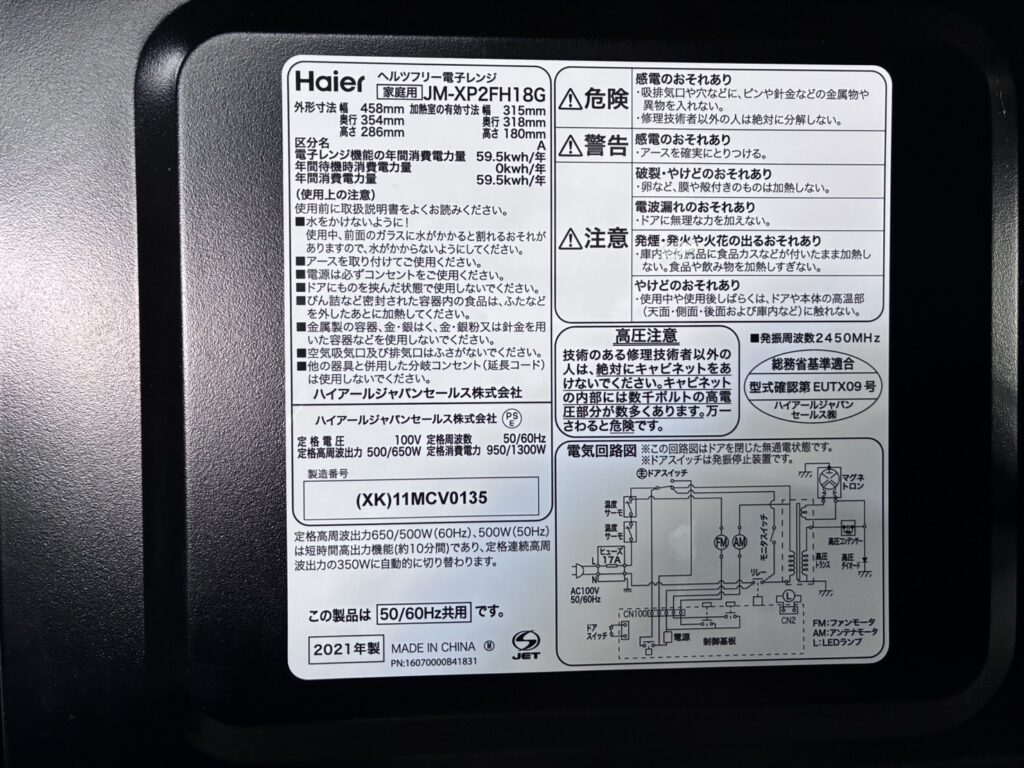 Haier
ヘルツフリー電子レンジ
家庭用 JM-XP2FH18G
外形寸法 幅 458mm 加熱室の有効寸法 幅 315mm
奥行 354mm 奥行 318mm
高さ 286mm 高さ 180mm
区分名 A
電子レンジ機能の年間消費電力量 59.5kwh/年
年間待機時消費電力量 0kwh/年
年間消費電力量 59.5kwh/年
(使用上の注意)
使用前に取扱説明書をよくお読みください。
■水をかけないように!
使用中、前面のガラスに水がかかると割れるおそれが
ありますので、水がかからないようにしてください。
■アースを取り付けてご使用ください。
■電源は必ずコンセントをご使用ください。
■ドアにものを挟んだ状態で使用しないでください。
■びん詰など密封された容器内の食品は、ふたなど
を外したあとに加熱してください。
■金属製の容器、金・銀はく、金・銀粉又は針金を用
いた容器などを使用しないでください。
■空気吸気口及び排気口はふさがないでください。
■他の器具と併用した分岐コンセント(延長コード)
は使用しないでください。
ハイアールジャパンセールス株式会社
ハイアールジャパンセールス株式会社 PSE
定格電圧 100V 定格周波数 50/60Hz
定格高周波出力 500/650W 定格消費電力 950/1300W
製造番号
(XK)11MCV0135
定格高周波出力650/500W(60Hz)、500W(50Hz)
は短時間高出力機能(約10分間)であり、定格連続高周
波出力の350Wに自動的に切り替わります。
この製品は 50/60Hz共用 です。
2021年製 MADE IN CHINA Ⓜ
PN:16070000B41831
S JET
⚠危険
感電のおそれあり
・吸排気口や穴などに、ピンや針金などの金属物や
異物を入れない。
・修理技術者以外の人は絶対に分解しない。
⚠警告
感電のおそれあり
・アースを確実にとりつける。
⚠注意
破裂・やけどのおそれあり
・卵など、膜や殻付きのものは加熱しない。
電波漏れのおそれあり
・ドアに無理な力を加えない。
発煙・発火や火花の出るおそれあり
・庫内や付属品に食品カスなどが付いたまま加熱し
ない。食品や飲み物を加熱しすぎない。
やけどのおそれあり
・使用中や使用後しばらくは、ドアや本体の高温部
(天面・側面・後面および庫内など)に触れない。
高圧注意
技術のある修理技術者以外の
人は、絶対にキャビネットをあ
けないでください。キャビネット
の内部には数千ボルトの高電
圧部分が数多くあります。万一
さわると危険です。
■発振周波数2450MHz
総務省基準適合
型式確認第EUTX09号
ハイアールジャパン
セールス㈱
電気回路図 ※この回路図はドアを閉じた無通電状態です。
※ドアスイッチは発振停止装置です。
主ドアスイッチ
マグネ
トロン
温度
サーモ
温度
サーモ
FM AM
モニタスイッチ
高圧コンデンサー
ヒューズ
17A
高圧
トランス
高圧
ダイオード
L
N
リレー
AC100V
50/60Hz
L
CN100
CN2
ドア
スイッチ
電源
制御基板
FM:ファンモータ
AM:アンテナモータ
L:LEDランプ